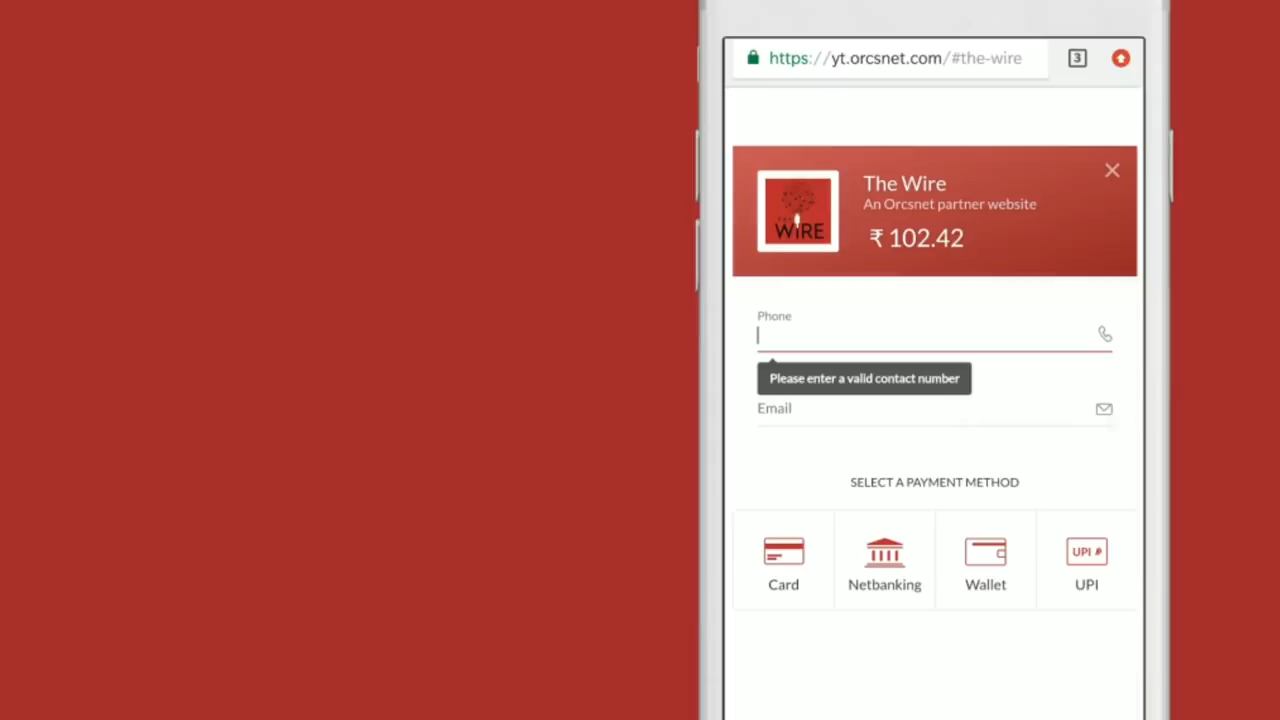 https://yt.orcsnet.com/#the-wire
3
WIRE
The Wire
An Orcsnet partner website
₹ 102.42
Phone
Please enter a valid contact number
Email
SELECT A PAYMENT METHOD
UPI
Card
Netbanking
Wallet
UPI